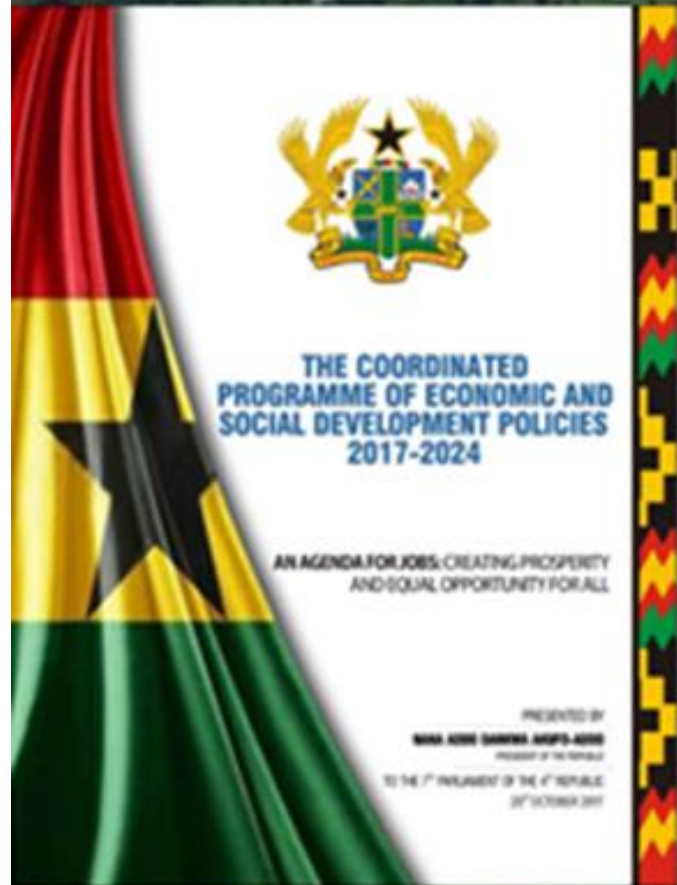 THE COORDINATED
PROGRAMME OF ECONOMIC AND
SOCIAL DEVELOPMENT POLICIES
2017-2024
AN AGENDA FOR JOBS: CREATING PROSPERITY
AND EQUAL OPPORTUNITY FOR ALL
PRESENTED BY
NANA ADDO DANKWA AKUFO-ADDO
PRESIDENT OF THE REPUBLIC
TO THE 7TH PARLIAMENT OF THE 4TH REPUBLIC
OCTOBER 2017